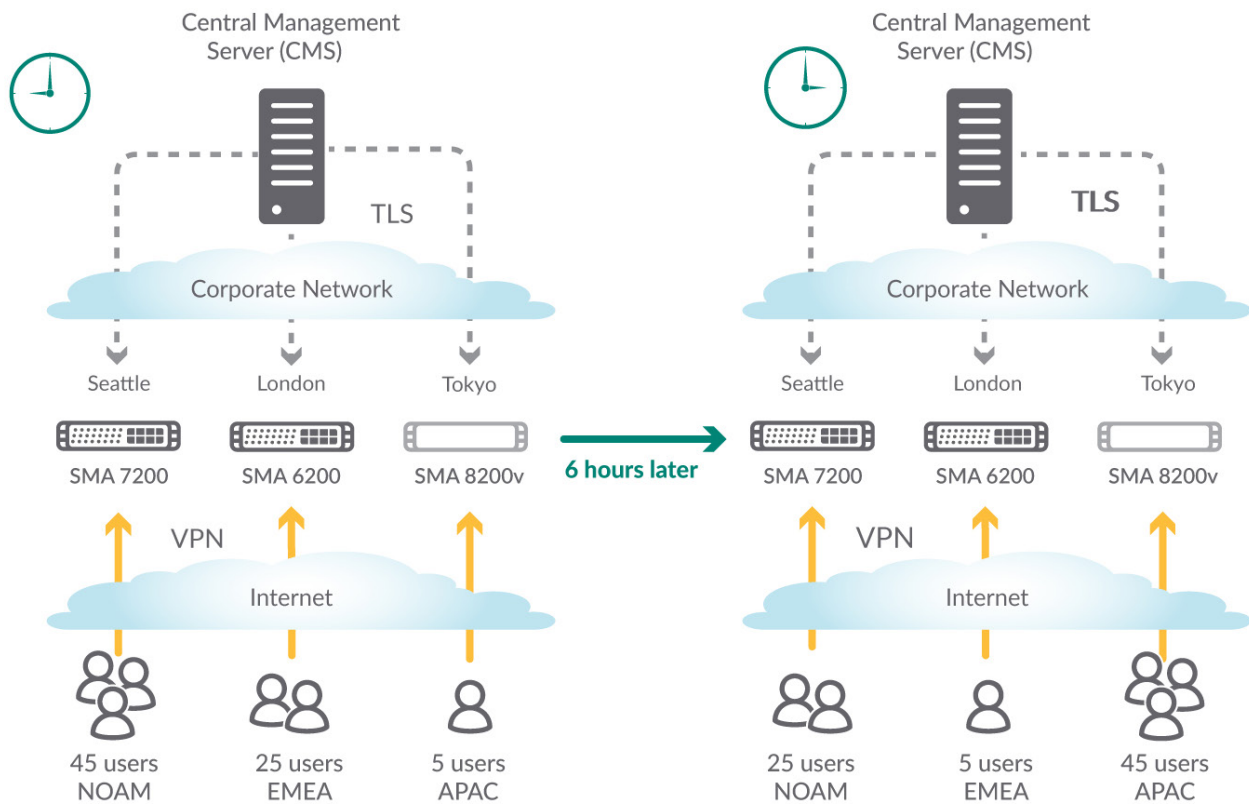 Central Management
Server (CMS)
TLS
Corporate Network
Seattle
London
Tokyo
SMA 7200
SMA 6200
SMA 8200v
VPN
Internet
45 users
NOAM
25 users
EMEA
5 users
APAC
6 hours later
Central Management
Server (CMS)
TLS
Corporate Network
Seattle
London
Tokyo
SMA 7200
SMA 6200
SMA 8200v
VPN
Internet
25 users
NOAM
5 users
EMEA
45 users
APAC